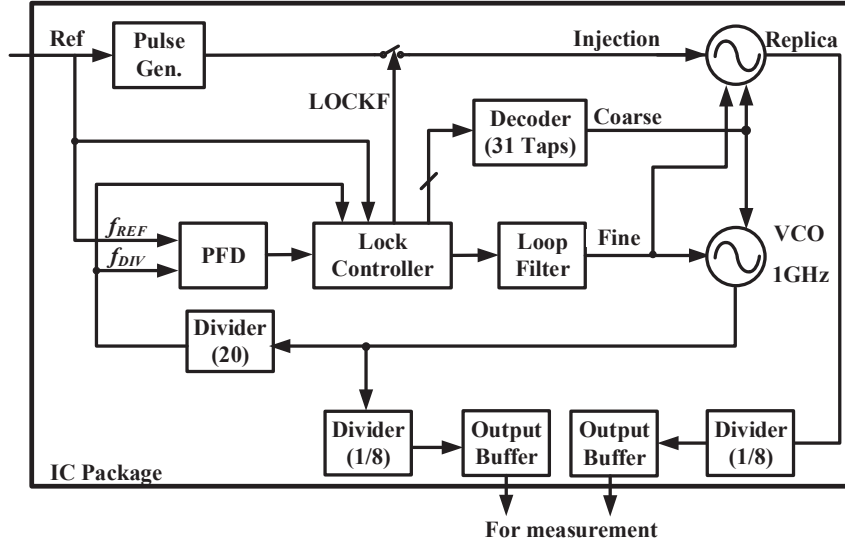 Ref
Pulse
Gen.
Injection
Replica
LOCKF
Decoder
(31 Taps)
Coarse
fREF
fDIV
PFD
Lock
Controller
Loop
Filter
Fine
VCO
1GHz
Divider
(20)
Divider
(1/8)
Output
Buffer
Output
Buffer
Divider
(1/8)
IC Package
For measurement